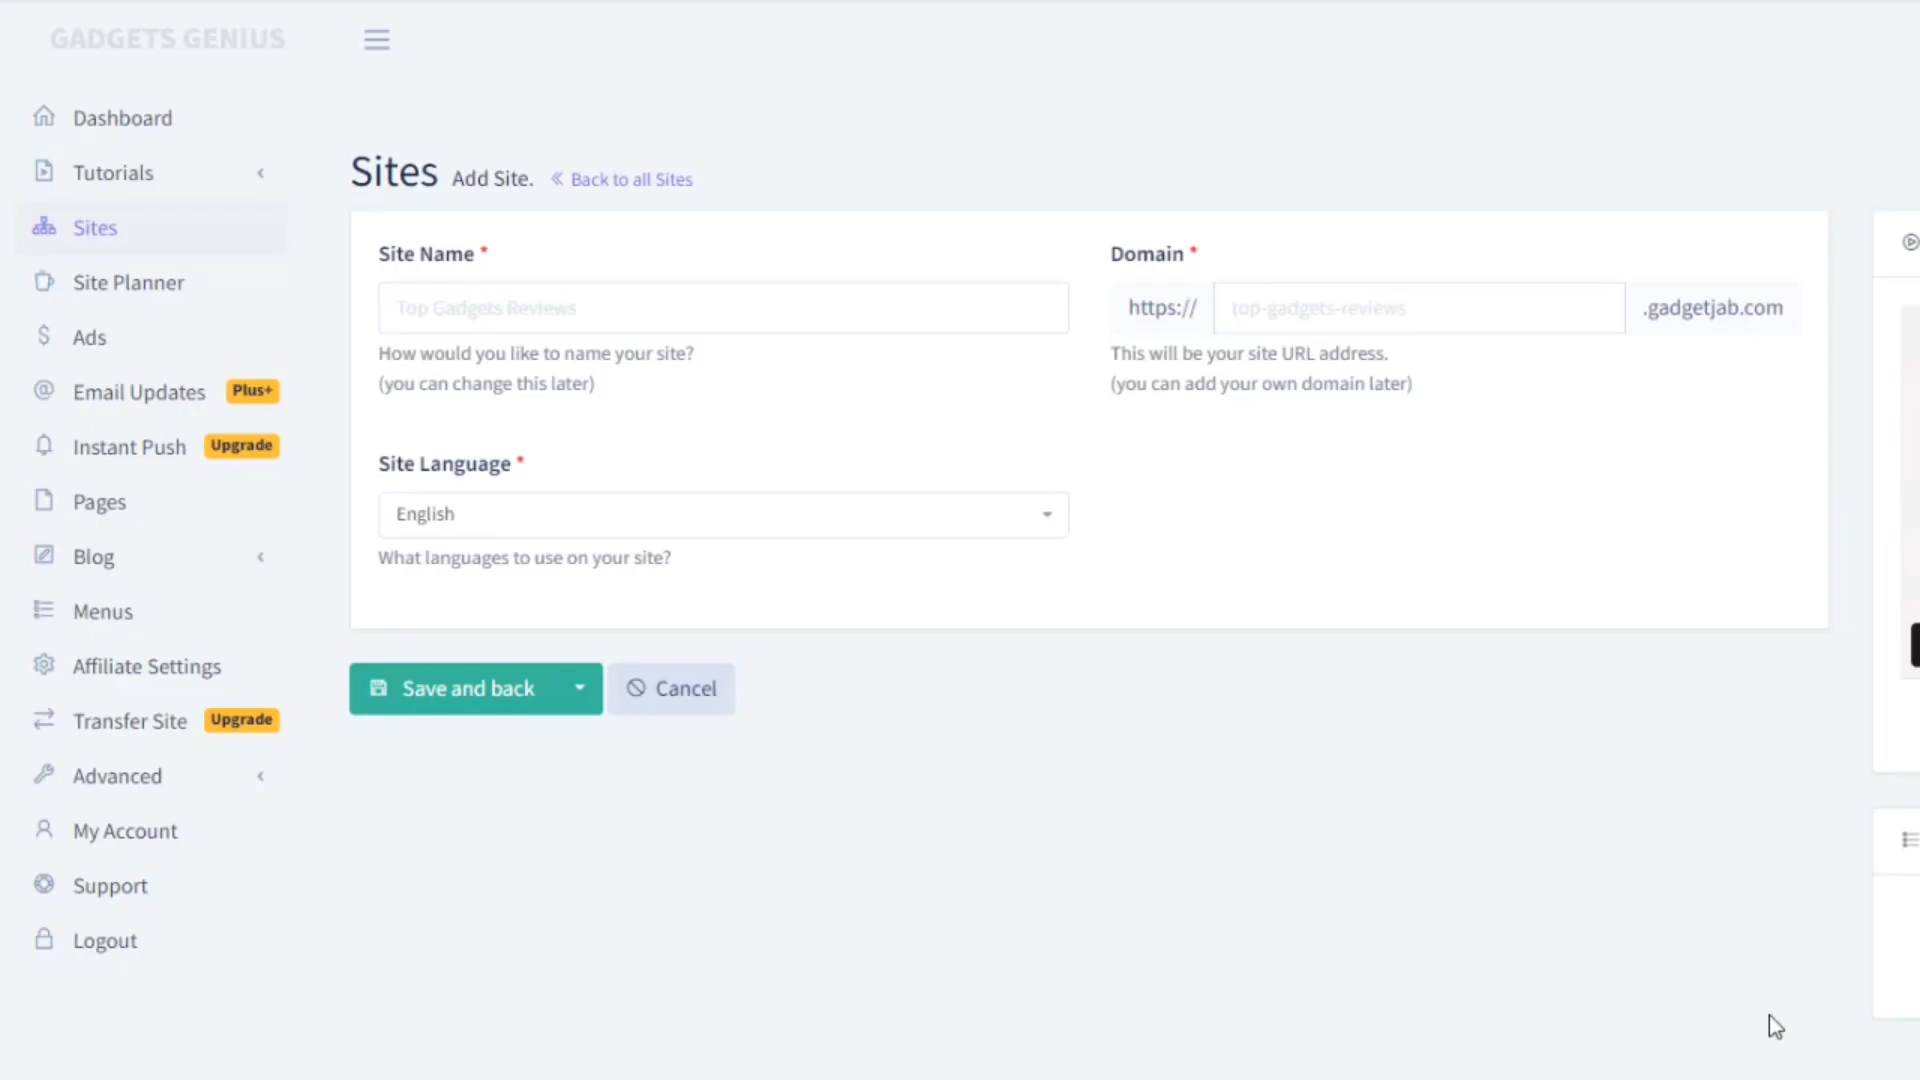 GADGETS GENIUS
Dashboard
Tutorials
Sites
Site Planner
Ads
Email Updates Plus+
Instant Push Upgrade
Pages
Blog
Menus
Affiliate Settings
Transfer Site Upgrade
Advanced
My Account
Support
Logout
Sites Add Site. « Back to all Sites
Site Name *
Top Gadgets Reviews
How would you like to name your site?
(you can change this later)
Domain *
https:// top-gadgets-reviews .gadgetjab.com
This will be your site URL address.
(you can add your own domain later)
Site Language *
English
What languages to use on your site?
Save and back
Cancel